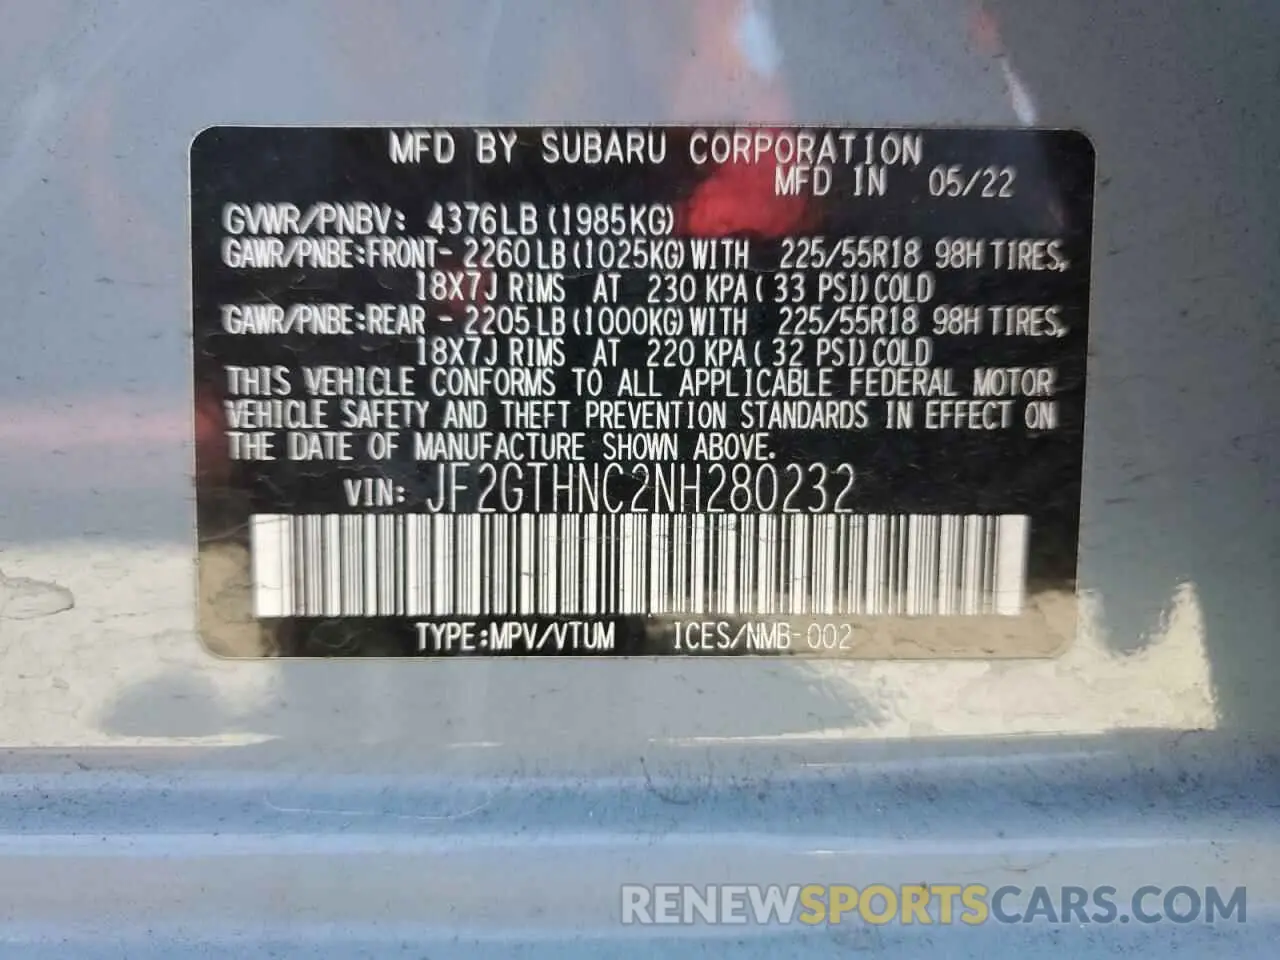 MFD BY SUBARU CORPORATION
MFD IN 05/22
GVWR/PNBV: 4376LB (1985KG)
GAWR/PNBE:FRONT- 2260LB (1025KG) WITH 225/55R18 98H TIRES,
18X7J RIMS AT 230 KPA ( 33 PSI) COLD
GAWR/PNBE:REAR - 2205LB (1000KG) WITH 225/55R18 98H TIRES,
18X7J RIMS AT 220 KPA ( 32 PSI) COLD
THIS VEHICLE CONFORMS TO ALL APPLICABLE FEDERAL MOTOR
VEHICLE SAFETY AND THEFT PREVENTION STANDARDS IN EFFECT ON
THE DATE OF MANUFACTURE SHOWN ABOVE.
VIN: JF2GTHNC2NH280232
TYPE:MPV/VTUM ICES/NMB-002
RENEWSPORTSCARS.COM